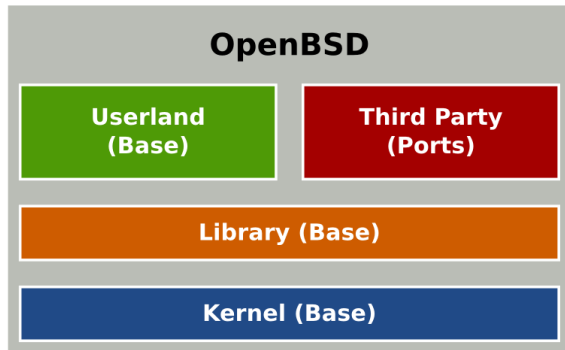 OpenBSD
Userland
(Base)
Third Party
(Ports)
Library (Base)
Kernel (Base)